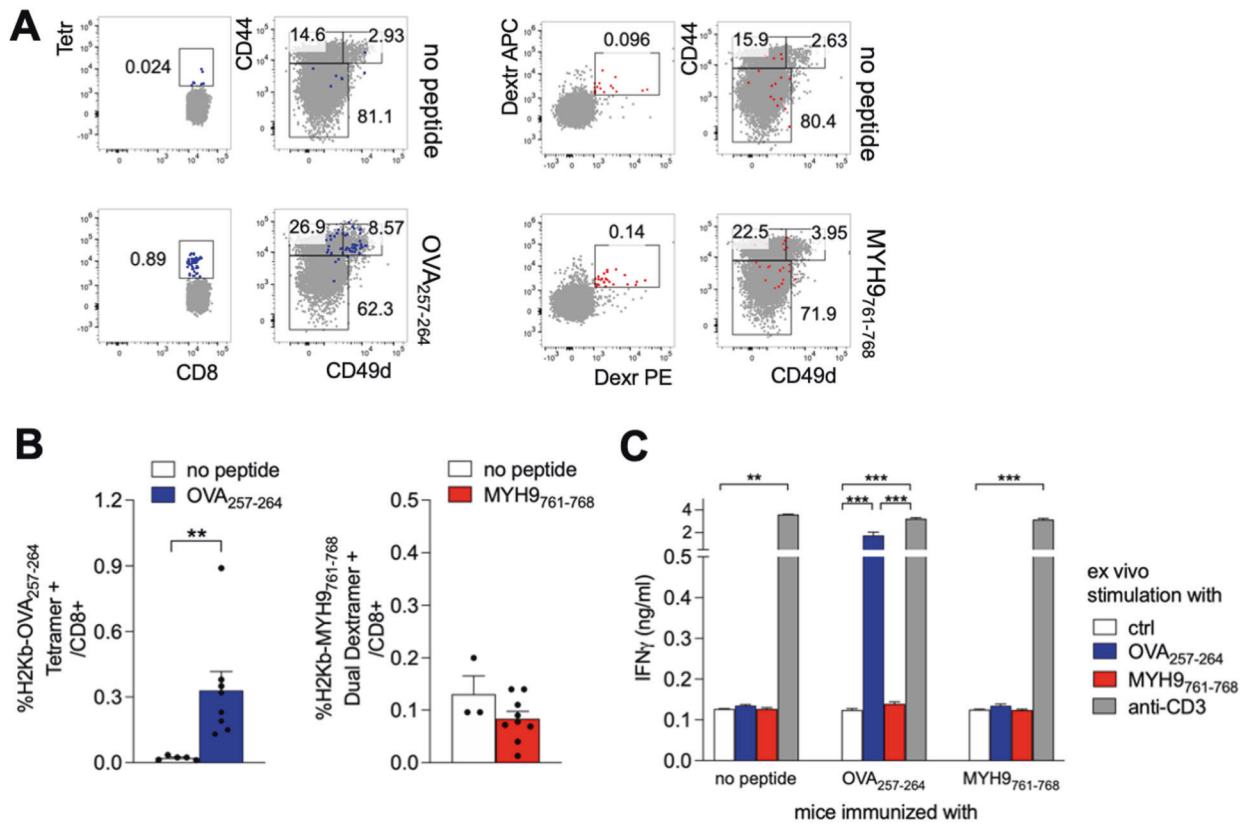 A
Tetr
CD44
Dextr APC
CD44
0.024
14.6
2.93
81.1
no peptide
0.096
15.9
2.63
80.4
no peptide
0.89
26.9
8.57
62.3
OVA257-264
0.14
22.5
3.95
71.9
MYH9761-768
CD8
CD49d
Dexr PE
CD49d
B
no peptide
OVA257-264
%H2Kb-OVA257-264
Tetramer +
/CD8+
1.2
0.9
0.6
0.3
0.0
**
no peptide
MYH9761-768
%H2Kb-MYH9761-768
Dual Dextramer +
/CD8+
0.5
0.4
0.3
0.2
0.1
0.0
C
IFNγ (ng/ml)
4
2
0.5
0.4
0.3
0.2
0.1
0.0
**
***
*** ***
***
no peptide
OVA257-264
MYH9761-768
mice immunized with
ex vivo
stimulation with
ctrl
OVA257-264
MYH9761-768
anti-CD3